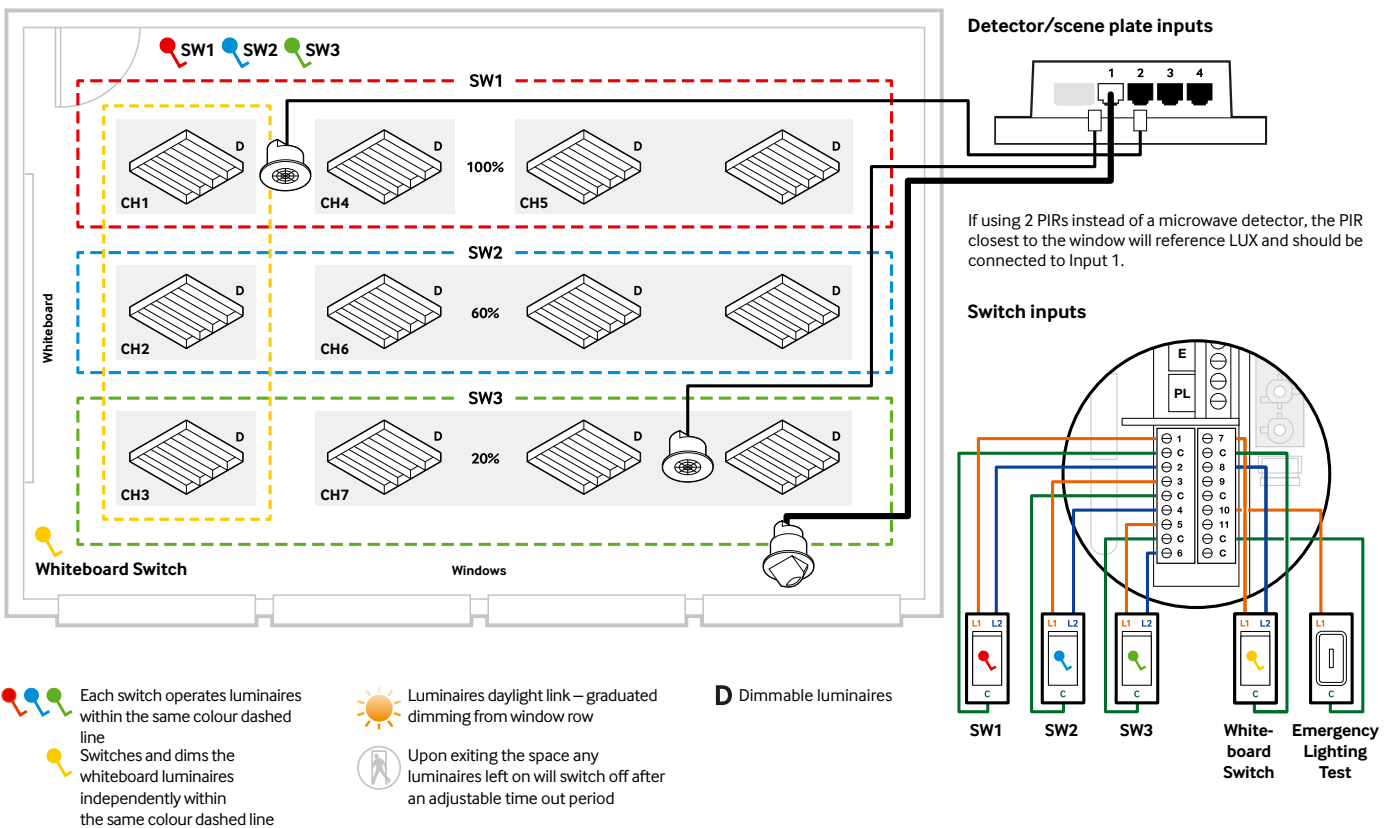 SW1 SW2 SW3
SW1
D D D D
100%
CH1 CH4 CH5
SW2
D D D D
60%
CH2 CH6
SW3
D D D D
20%
CH3 CH7
Whiteboard
Whiteboard Switch
Windows
Detector/scene plate inputs
1 2 3 4
If using 2 PIRs instead of a microwave detector, the PIR
closest to the window will reference LUX and should be
connected to Input 1.
Switch inputs
E
PL
1 7
C C
2 8
3 9
C C
4 10
5 11
C C
6 C
L1 L2 L1 L2 L1 L2 L1 L2 L1
C C C C C
SW1 SW2 SW3
White-
board
Switch
Emergency
Lighting
Test
Each switch operates luminaires
within the same colour dashed
line
Switches and dims the
whiteboard luminaires
independently within
the same colour dashed line
Luminaires daylight link – graduated
dimming from window row
Upon exiting the space any
luminaires left on will switch off after
an adjustable time out period
D Dimmable luminaires